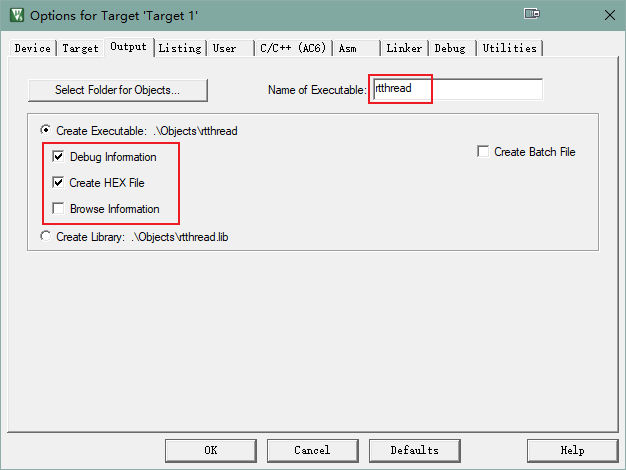 Options for Target 'Target 1'
Device Target Output Listing User C/C++ (AC6) Asm Linker Debug Utilities
Select Folder for Objects... Name of Executable: rtthread
Create Executable: .\Objects\rtthread
Debug Information Create Batch File
Create HEX File
Browse Information
Create Library: .\Objects\rtthread.lib
OK Cancel Defaults Help